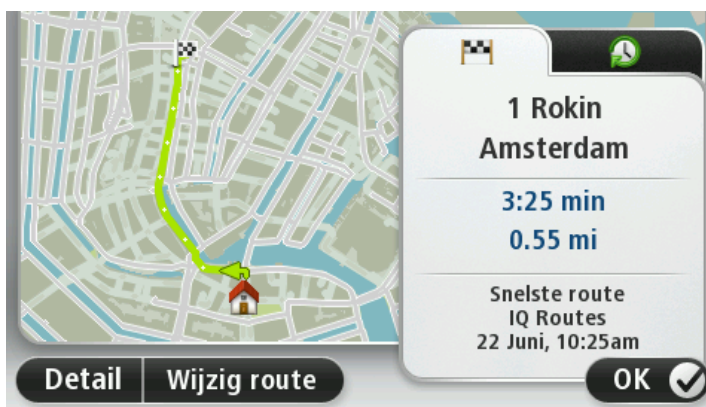 1 Rokin
Amsterdam
3:25 min
0.55 mi
Snelste route
IQ Routes
22 Juni, 10:25am
Detail
Wijzig route
OK